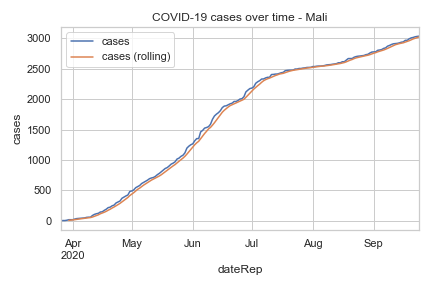 COVID-19 cases over time - Mali
cases
cases (rolling)
3000
2500
2000
1500
1000
500
0
cases
Apr
2020
May
Jun
Jul
Aug
Sep
dateRep